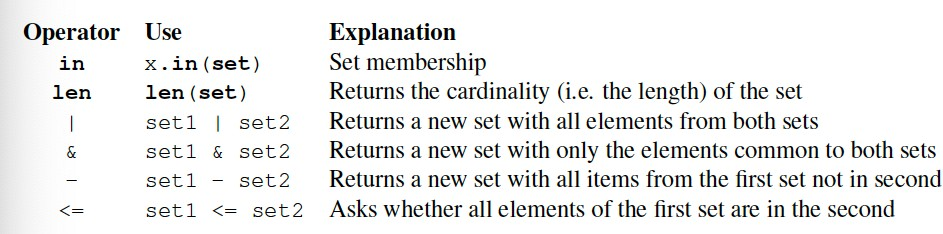 Operator Use Explanation
in x.in(set) Set membership
len len(set) Returns the cardinality (i.e. the length) of the set
| set1 | set2 Returns a new set with all elements from both sets
& set1 & set2 Returns a new set with only the elements common to both sets
- set1 - set2 Returns a new set with all items from the first set not in second
<= set1 <= set2 Asks whether all elements of the first set are in the second